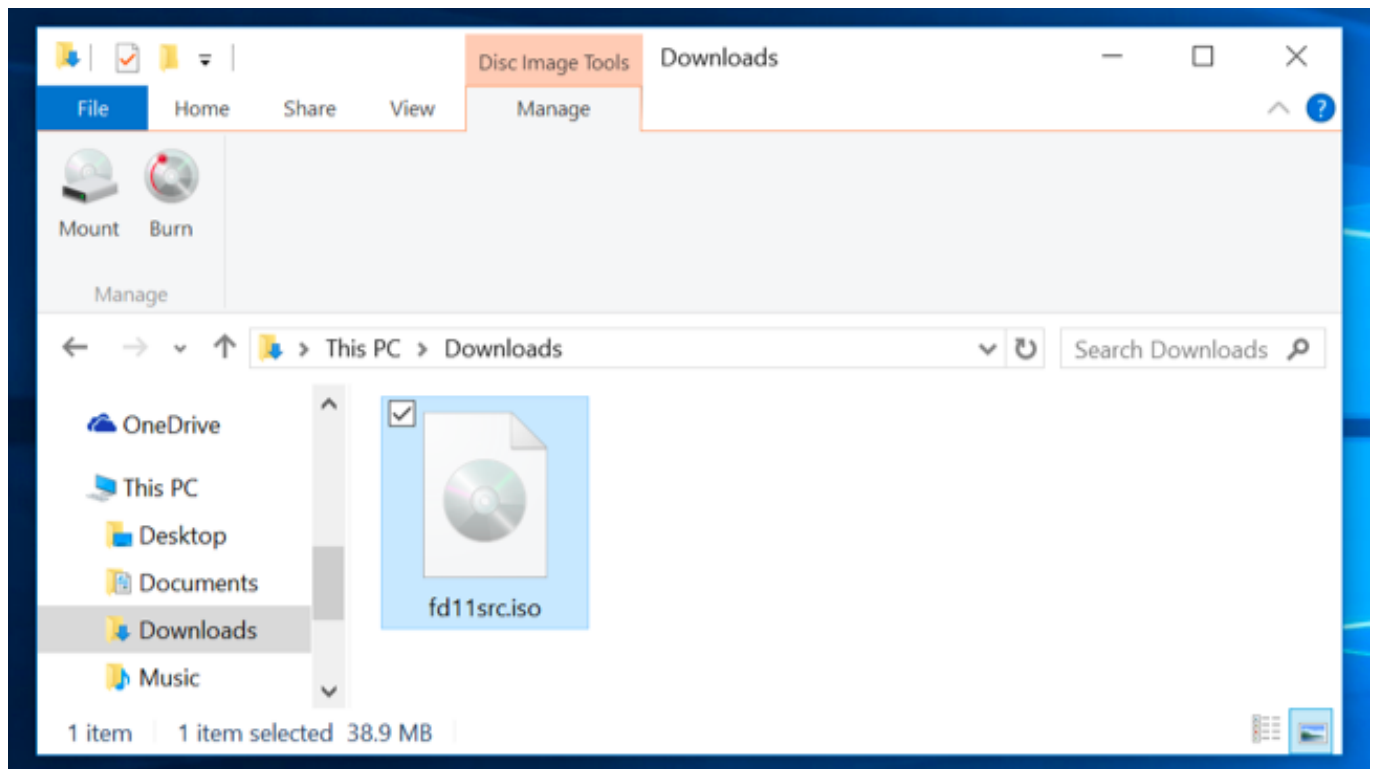 Disc Image Tools Downloads
File Home Share View Manage ?
Mount Burn
Manage
This PC Downloads Search Downloads
OneDrive
This PC
Desktop
Documents
Downloads
Music
fd11src.iso
1 item 1 item selected 38.9 MB